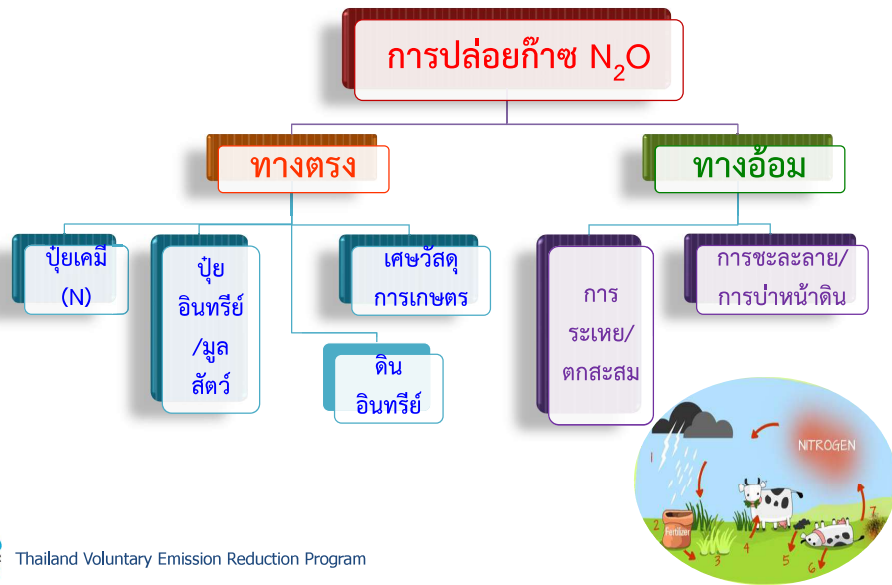 การปล่อยก๊าซ N₂O
ทางตรง
ทางอ้อม
ปุ๋ยเคมี
(N)
ปุ๋ย
อินทรีย์
/มูล
สัตว์
เศษวัสดุ
การเกษตร
ดิน
อินทรีย์
การ
ระเหย/
ตกสะสม
การชะละลาย/
การบ่าหน้าดิน
NITROGEN
1
2
Fertilizer
3
4
5
6
7
Thailand Voluntary Emission Reduction Program